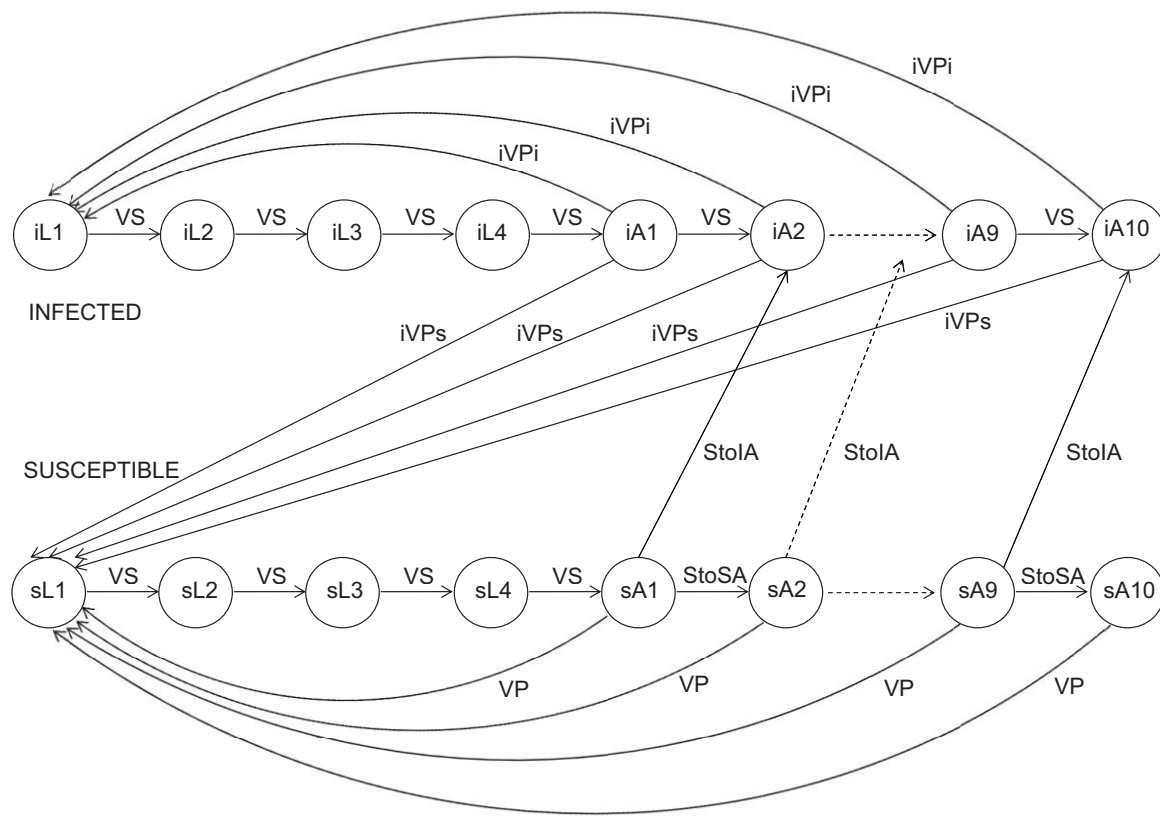 iVPi
iVPi
iVPi
iVPi
VS VS VS VS VS VS
iL1 iL2 iL3 iL4 iA1 iA2 iA9 iA10
INFECTED
iVPs iVPs iVPs iVPs
SUSCEPTIBLE
StoIA StoIA StoIA
VS VS VS VS StoSA StoSA
sL1 sL2 sL3 sL4 sA1 sA2 sA9 sA10
VP VP VP VP